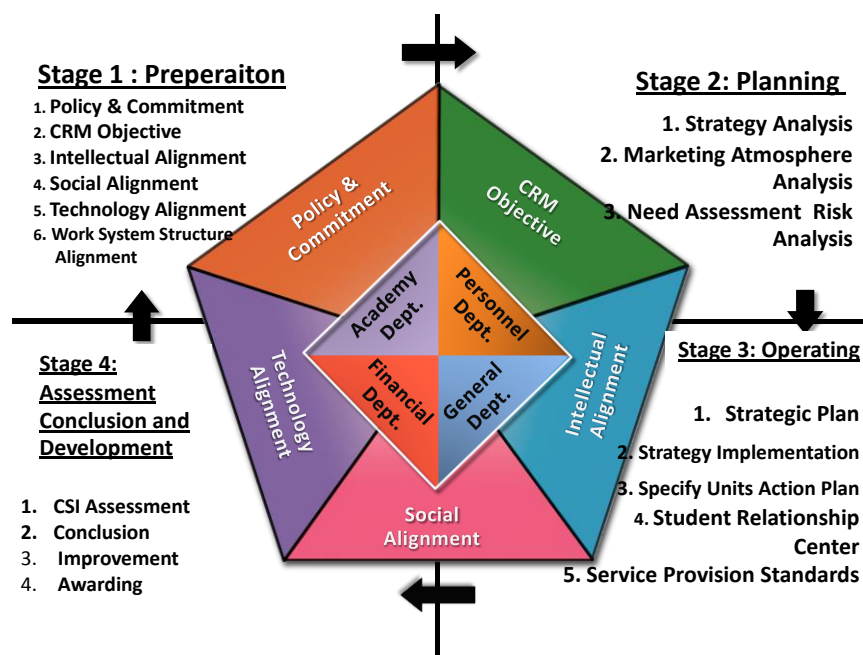 Stage 1 : Preperaiton
1. Policy & Commitment
2. CRM Objective
3. Intellectual Alignment
4. Social Alignment
5. Technology Alignment
6. Work System Structure
Alignment
Stage 2: Planning
1. Strategy Analysis
2. Marketing Atmosphere
Analysis
3. Need Assessment Risk
Analysis
Policy &
Commitment
CRM
Objective
Academy
Dept.
Personnel
Dept.
Financial
Dept.
General
Dept.
Technology
Alignment
Intellectual
Alignment
Social
Alignment
Stage 4:
Assessment
Conclusion and
Development
1. CSI Assessment
2. Conclusion
3. Improvement
4. Awarding
Stage 3: Operating
1. Strategic Plan
2. Strategy Implementation
3. Specify Units Action Plan
4. Student Relationship
Center
5. Service Provision Standards